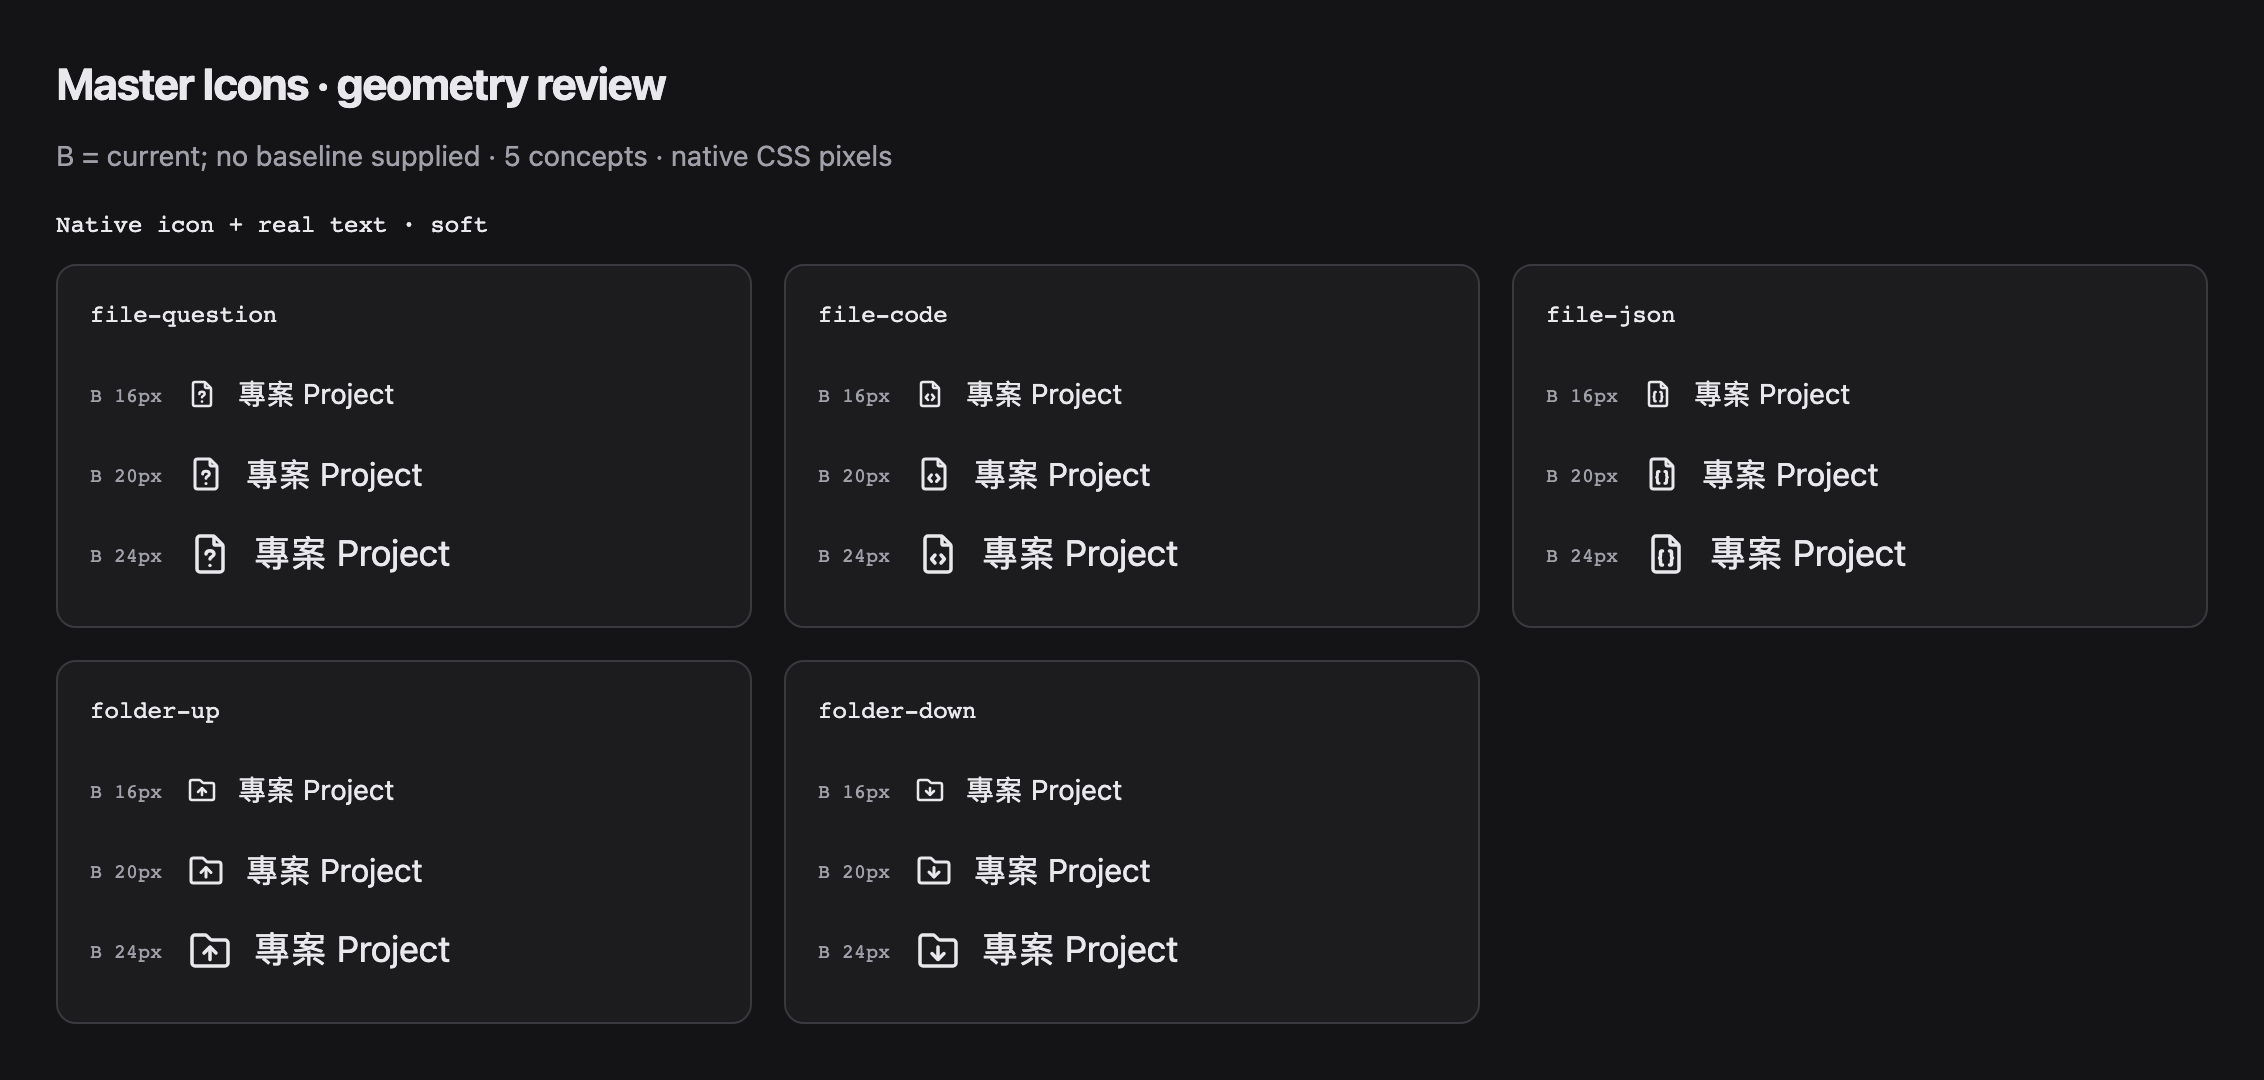 Master Icons · geometry review
B = current; no baseline supplied · 5 concepts · native CSS pixels
Native icon + real text · soft
file-question
B 16px 專案 Project
B 20px 專案 Project
B 24px 專案 Project
file-code
B 16px 專案 Project
B 20px 專案 Project
B 24px 專案 Project
file-json
B 16px 專案 Project
B 20px 專案 Project
B 24px 專案 Project
folder-up
B 16px 專案 Project
B 20px 專案 Project
B 24px 專案 Project
folder-down
B 16px 專案 Project
B 20px 專案 Project
B 24px 專案 Project